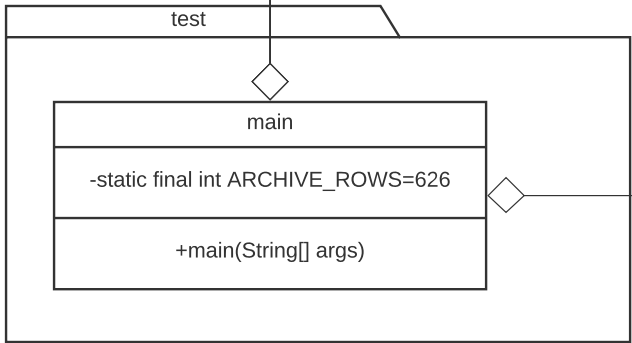 test
main
-static final int ARCHIVE_ROWS=626
+main(String[] args)